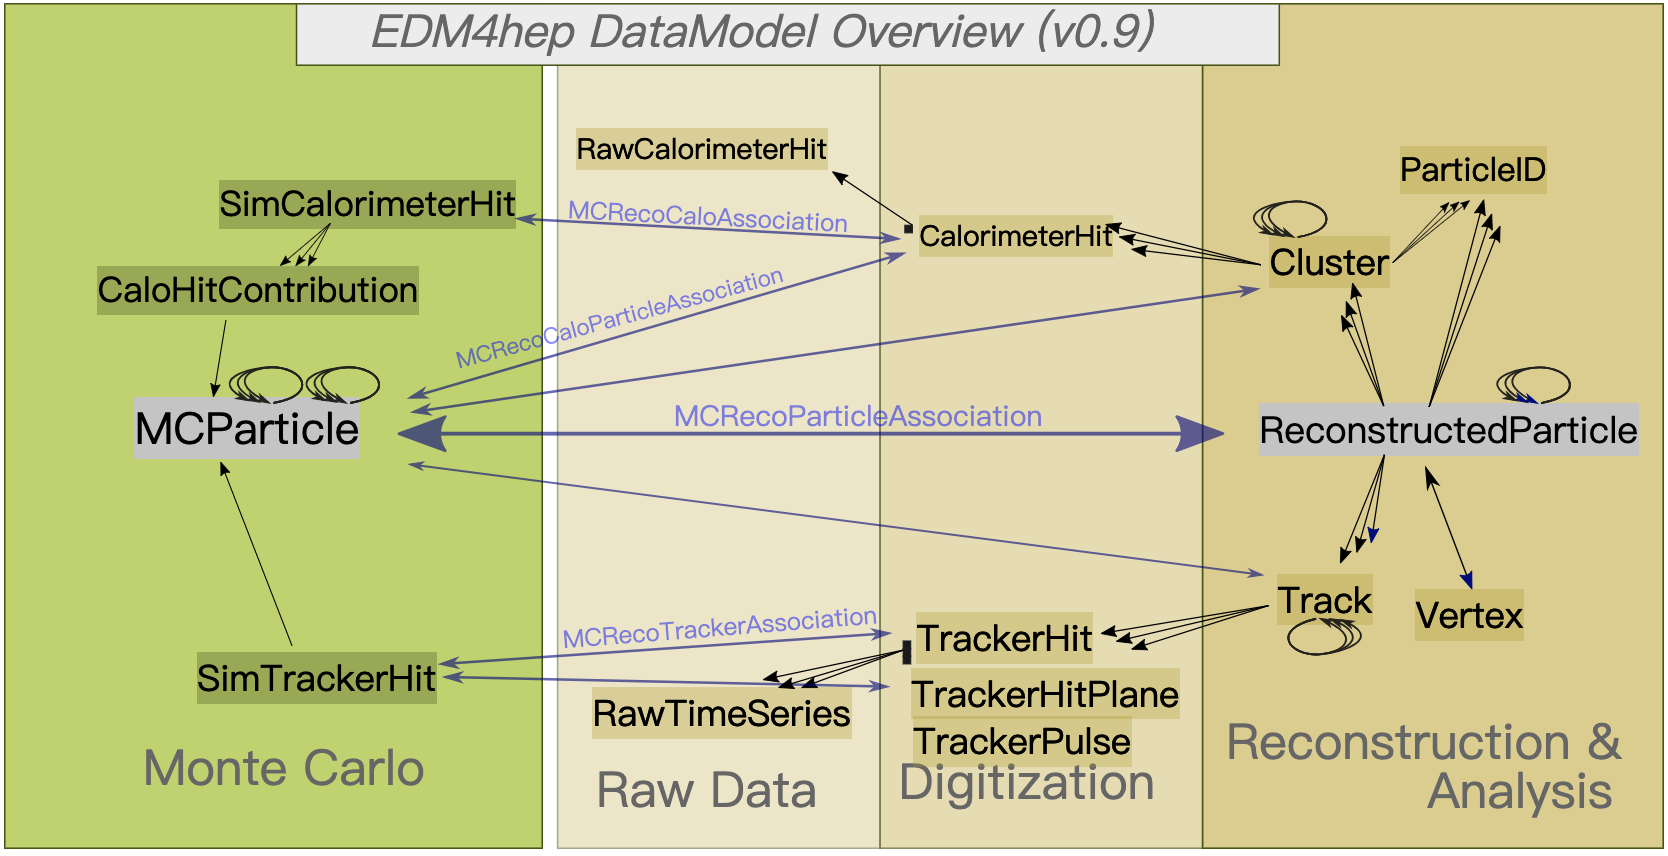 EDM4hep DataModel Overview (v0.9)
RawCalorimeterHit
ParticleID
SimCalorimeterHit
MCRecoCaloAssociation
CalorimeterHit
Cluster
CaloHitContribution
MCRecoCaloParticleAssociation
MCParticle
MCRecoParticleAssociation
ReconstructedParticle
Track
Vertex
MCRecoTrackerAssociation
TrackerHit
SimTrackerHit
TrackerHitPlane
RawTimeSeries
TrackerPulse
Monte Carlo
Raw Data
Digitization
Reconstruction &
Analysis